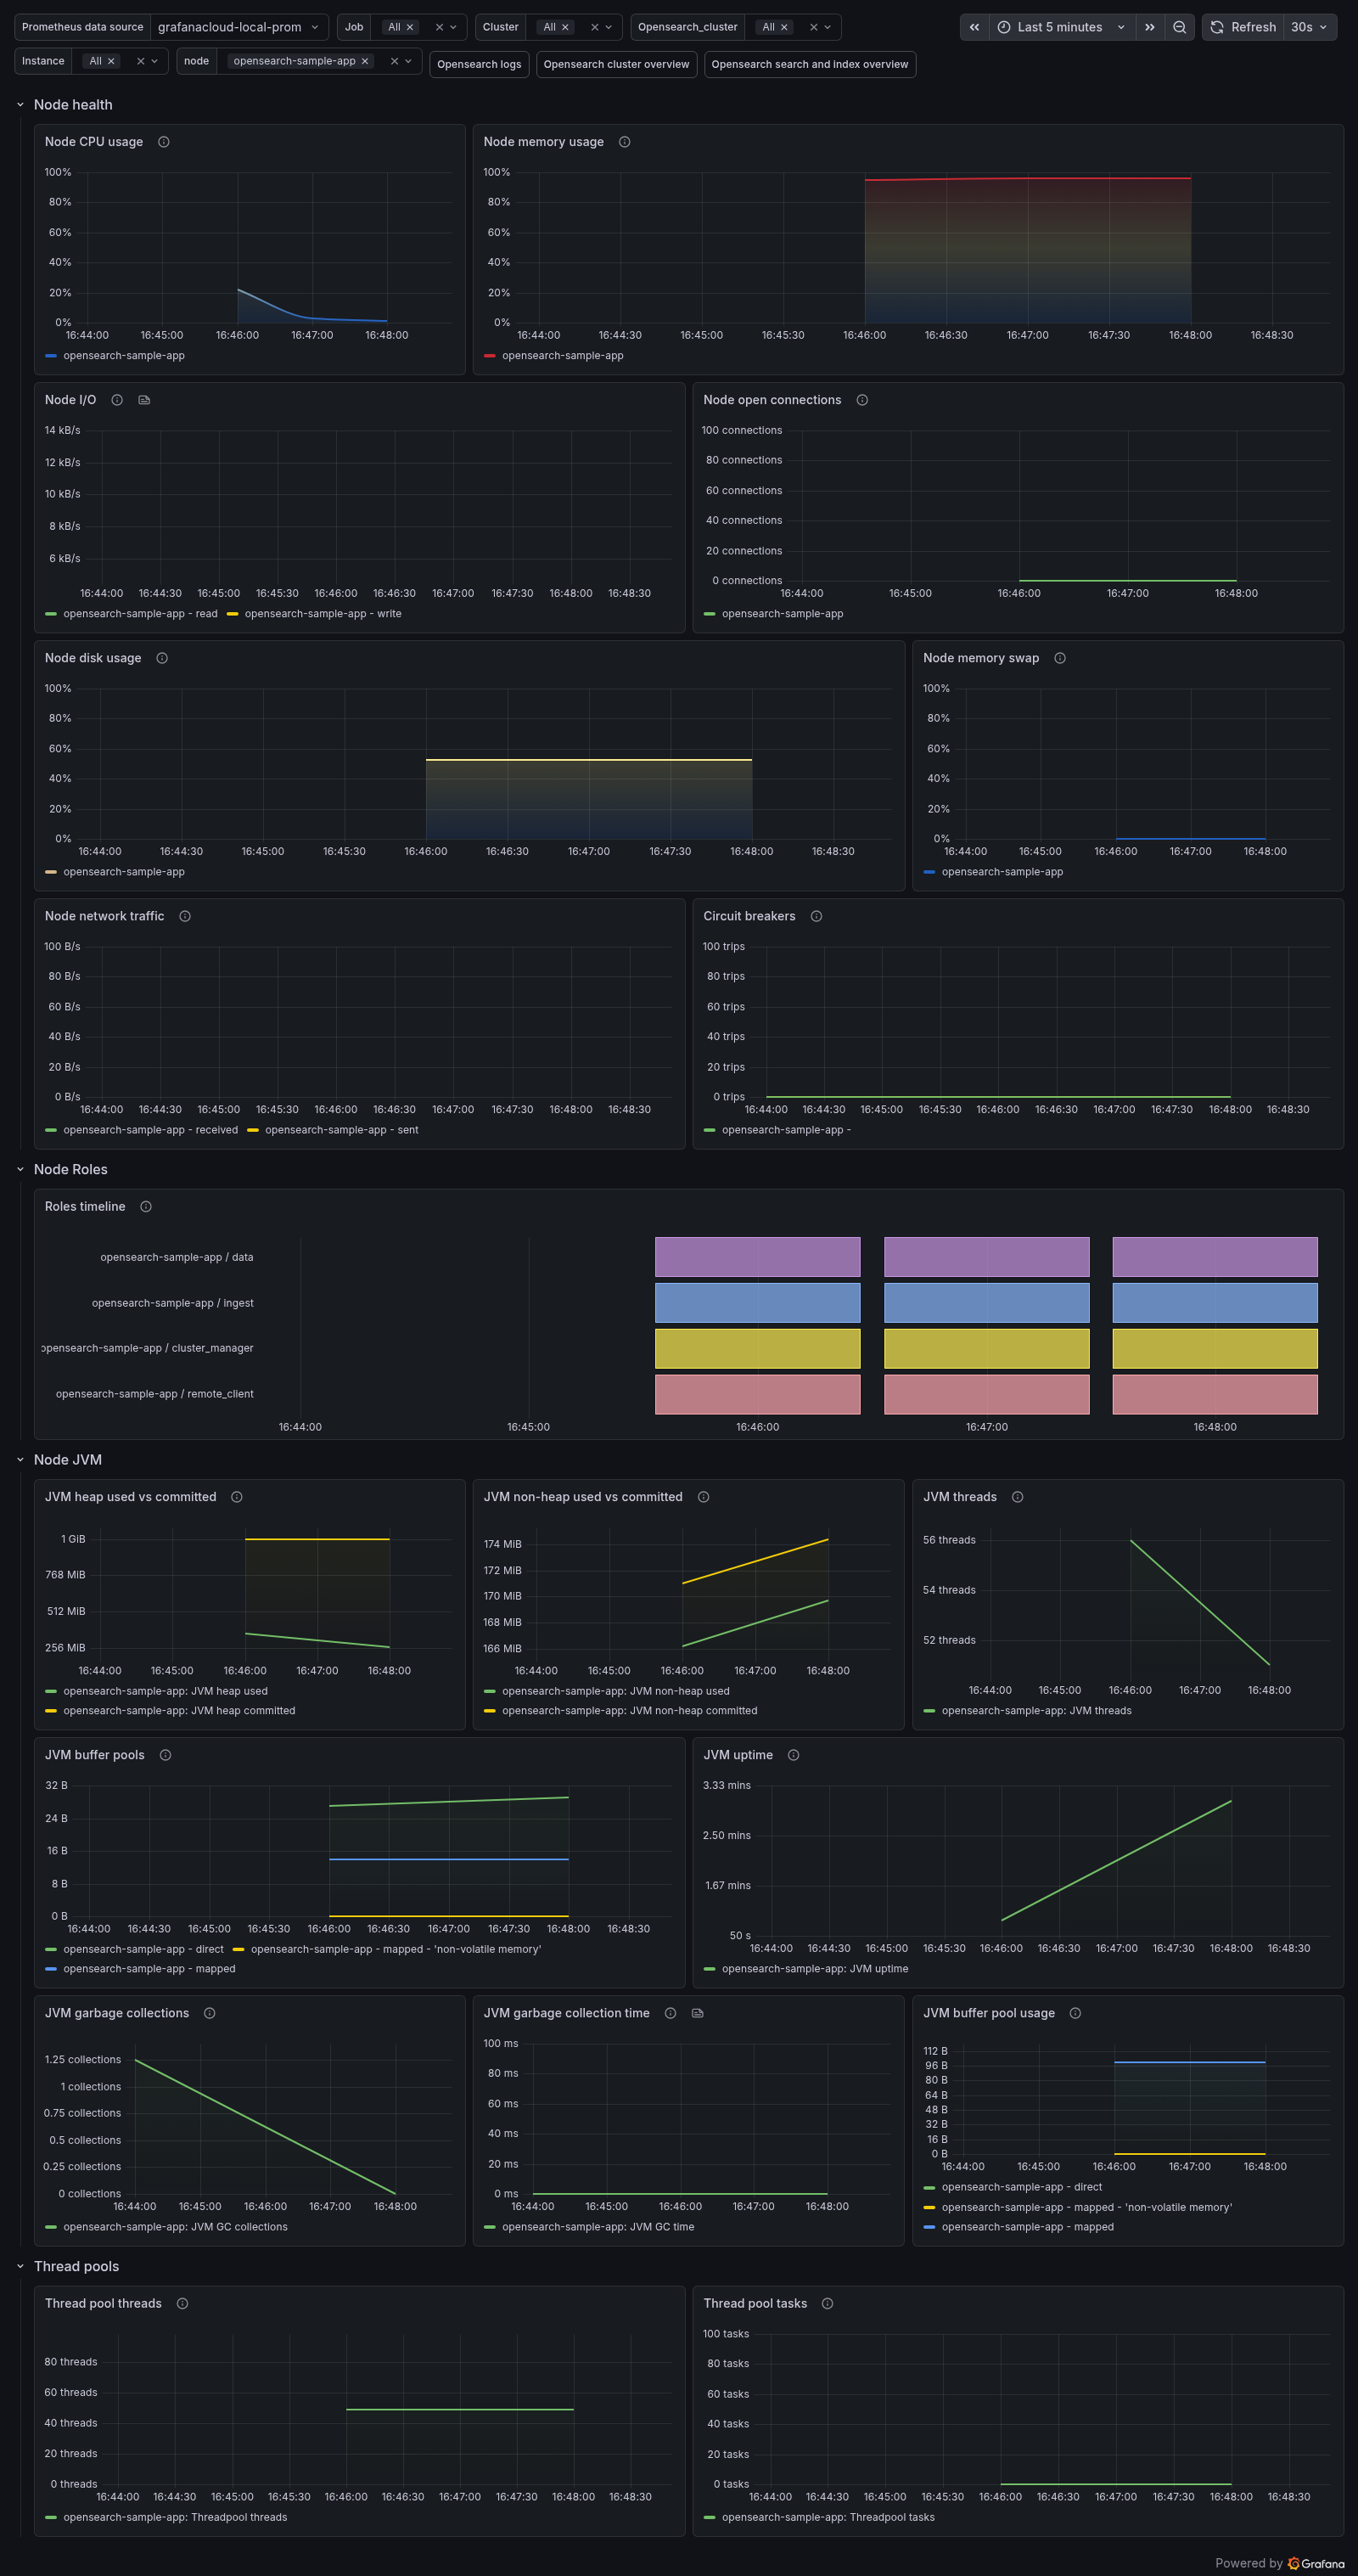 Prometheus data source grafanacloud-local-prom Job All Cluster All Opensearch_cluster All Last 5 minutes Refresh 30s
Instance All node opensearch-sample-app Opensearch logs Opensearch cluster overview Opensearch search and index overview
Node health
Node CPU usage
100%
80%
60%
40%
20%
0%
16:44:00 16:45:00 16:46:00 16:47:00 16:48:00
opensearch-sample-app
Node memory usage
100%
80%
60%
40%
20%
0%
16:44:00 16:44:30 16:45:00 16:45:30 16:46:00 16:46:30 16:47:00 16:47:30 16:48:00 16:48:30
opensearch-sample-app
Node I/O
14 kB/s
12 kB/s
10 kB/s
8 kB/s
6 kB/s
16:44:00 16:44:30 16:45:00 16:45:30 16:46:00 16:46:30 16:47:00 16:47:30 16:48:00 16:48:30
opensearch-sample-app - read opensearch-sample-app - write
Node open connections
100 connections
80 connections
60 connections
40 connections
20 connections
0 connections
16:44:00 16:45:00 16:46:00 16:47:00 16:48:00
opensearch-sample-app
Node disk usage
100%
80%
60%
40%
20%
0%
16:44:00 16:44:30 16:45:00 16:45:30 16:46:00 16:46:30 16:47:00 16:47:30 16:48:00 16:48:30
opensearch-sample-app
Node memory swap
100%
80%
60%
40%
20%
0%
16:44:00 16:45:00 16:46:00 16:47:00 16:48:00
opensearch-sample-app
Node network traffic
100 B/s
80 B/s
60 B/s
40 B/s
20 B/s
0 B/s
16:44:00 16:44:30 16:45:00 16:45:30 16:46:00 16:46:30 16:47:00 16:47:30 16:48:00 16:48:30
opensearch-sample-app - received opensearch-sample-app - sent
Circuit breakers
100 trips
80 trips
60 trips
40 trips
20 trips
0 trips
16:44:00 16:44:30 16:45:00 16:45:30 16:46:00 16:46:30 16:47:00 16:47:30 16:48:00 16:48:30
opensearch-sample-app -
Node Roles
Roles timeline
opensearch-sample-app / data
opensearch-sample-app / ingest
opensearch-sample-app / cluster_manager
opensearch-sample-app / remote_client
16:44:00 16:45:00 16:46:00 16:47:00 16:48:00
Node JVM
JVM heap used vs committed
1 GiB
768 MiB
512 MiB
256 MiB
16:44:00 16:45:00 16:46:00 16:47:00 16:48:00
opensearch-sample-app: JVM heap used
opensearch-sample-app: JVM heap committed
JVM non-heap used vs committed
174 MiB
172 MiB
170 MiB
168 MiB
166 MiB
16:44:00 16:45:00 16:46:00 16:47:00 16:48:00
opensearch-sample-app: JVM non-heap used
opensearch-sample-app: JVM non-heap committed
JVM threads
56 threads
54 threads
52 threads
16:44:00 16:45:00 16:46:00 16:47:00 16:48:00
opensearch-sample-app: JVM threads
JVM buffer pools
32 B
24 B
16 B
8 B
0 B
16:44:00 16:44:30 16:45:00 16:45:30 16:46:00 16:46:30 16:47:00 16:47:30 16:48:00 16:48:30
opensearch-sample-app - direct opensearch-sample-app - mapped - 'non-volatile memory'
opensearch-sample-app - mapped
JVM uptime
3.33 mins
2.50 mins
1.67 mins
50 s
16:44:00 16:44:30 16:45:00 16:45:30 16:46:00 16:46:30 16:47:00 16:47:30 16:48:00 16:48:30
opensearch-sample-app: JVM uptime
JVM garbage collections
1.25 collections
1 collections
0.75 collections
0.5 collections
0.25 collections
0 collections
16:44:00 16:45:00 16:46:00 16:47:00 16:48:00
opensearch-sample-app: JVM GC collections
JVM garbage collection time
100 ms
80 ms
60 ms
40 ms
20 ms
0 ms
16:44:00 16:45:00 16:46:00 16:47:00 16:48:00
opensearch-sample-app: JVM GC time
JVM buffer pool usage
112 B
96 B
80 B
64 B
48 B
32 B
16 B
0 B
16:44:00 16:45:00 16:46:00 16:47:00 16:48:00
opensearch-sample-app - direct
opensearch-sample-app - mapped - 'non-volatile memory'
opensearch-sample-app - mapped
Thread pools
Thread pool threads
80 threads
60 threads
40 threads
20 threads
0 threads
16:44:00 16:44:30 16:45:00 16:45:30 16:46:00 16:46:30 16:47:00 16:47:30 16:48:00 16:48:30
opensearch-sample-app: Threadpool threads
Thread pool tasks
100 tasks
80 tasks
60 tasks
40 tasks
20 tasks
0 tasks
16:44:00 16:44:30 16:45:00 16:45:30 16:46:00 16:46:30 16:47:00 16:47:30 16:48:00 16:48:30
opensearch-sample-app: Threadpool tasks
Powered by Grafana